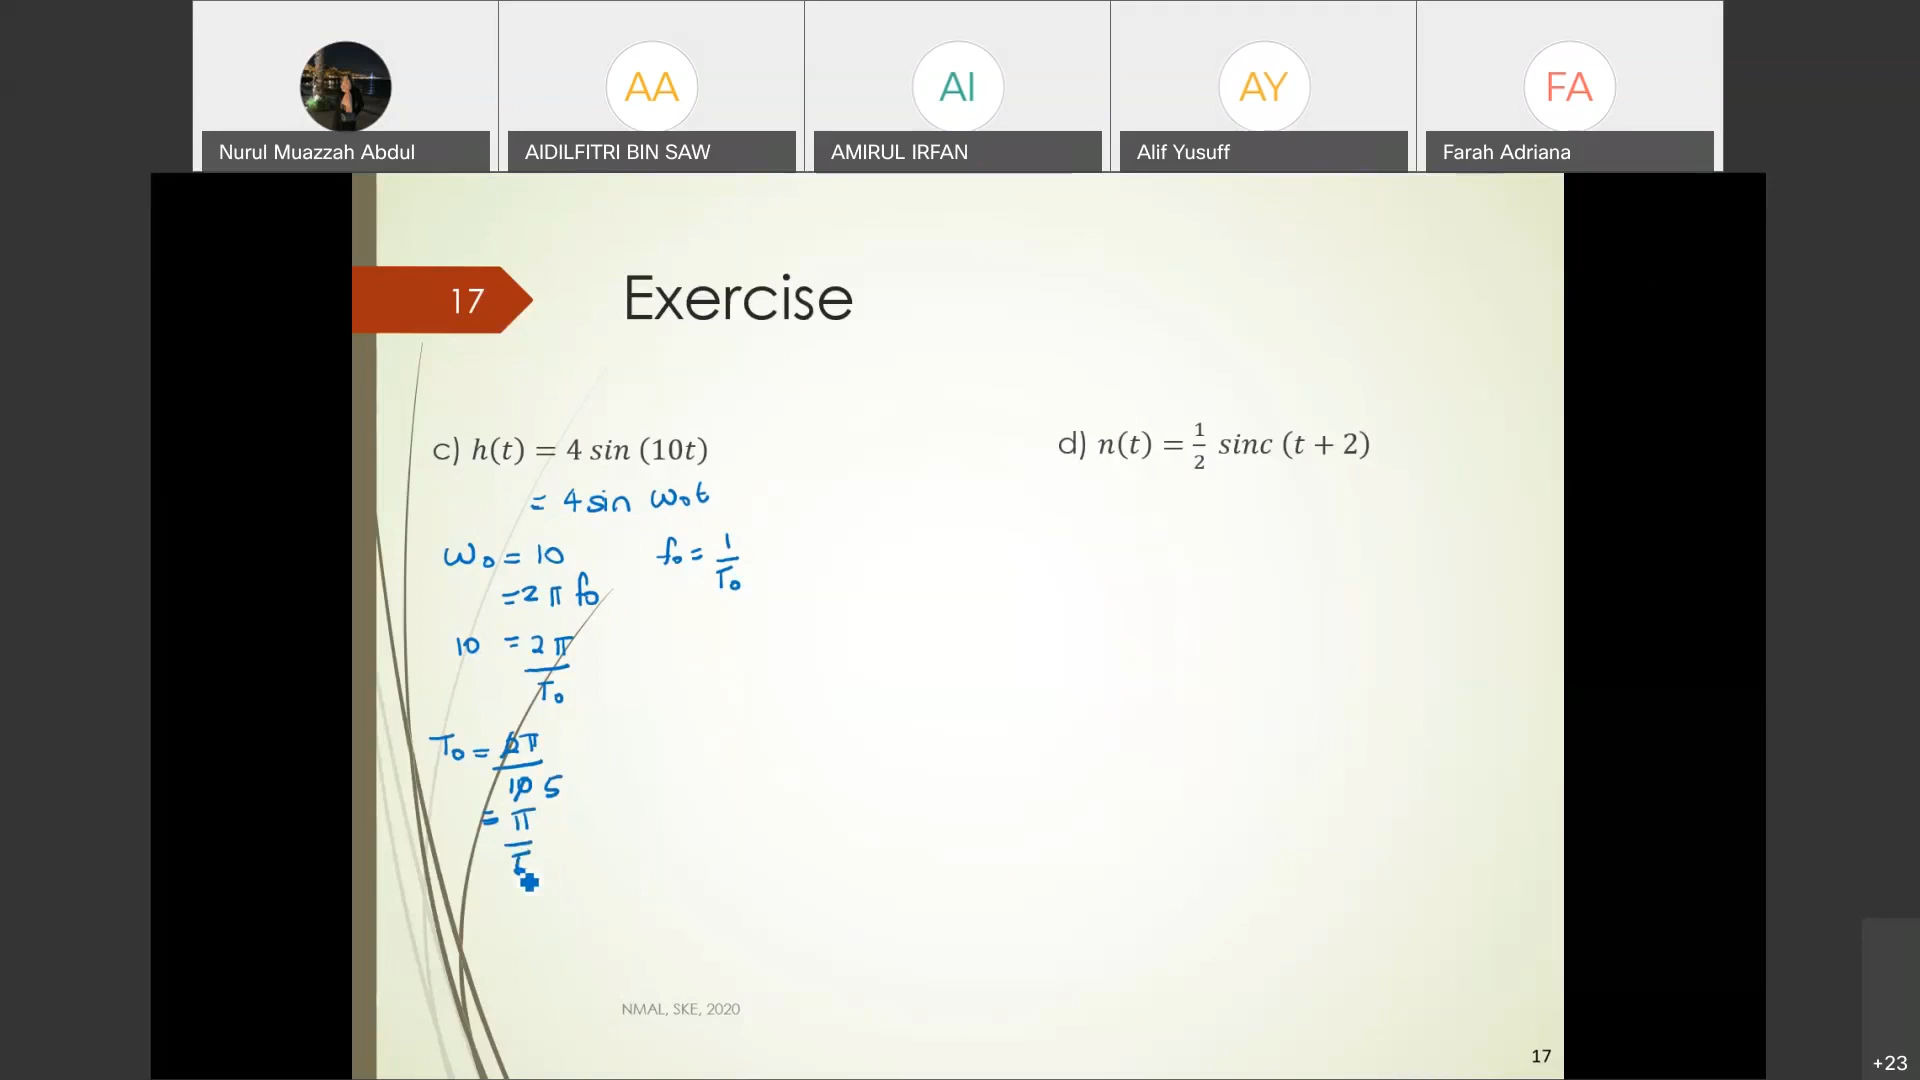 AA
AI
AY
FA
Nurul Muazzah Abdul
AIDILFITRI BIN SAW
AMIRUL IRFAN
Alif Yusuff
Farah Adriana
17
Exercise
c) h(t) = 4 sin (10t)
= 4 sin ω₀t
ω₀ = 10
= 2π f₀
f₀ = 1/T₀
10 = 2π/T₀
T₀ = 2π/10 5
= π/5
d) n(t) = 1/2 sinc (t + 2)
NMAL, SKE, 2020
17
+23